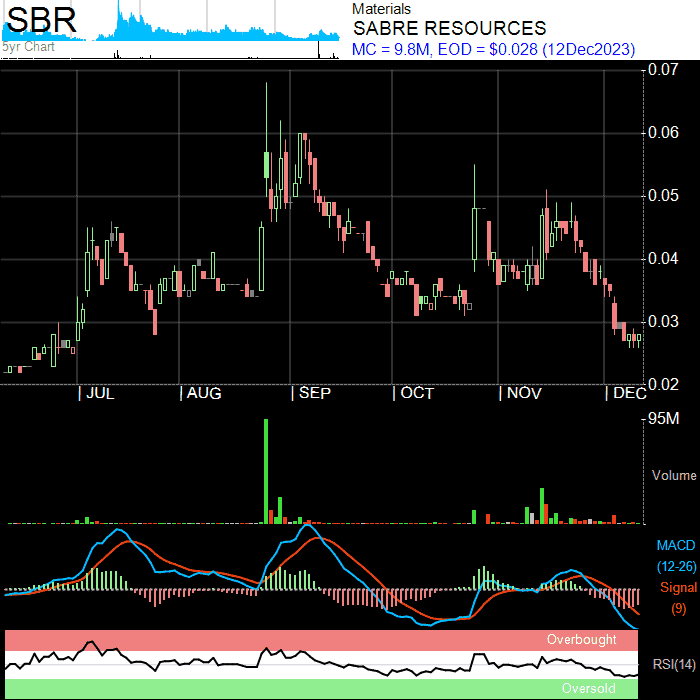 SBR
5yr Chart
Materials
SABRE RESOURCES
MC = 9.8M, EOD = $0.028 (12Dec2023)
0.07
0.06
0.05
0.04
0.03
0.02
| JUL | AUG | SEP | OCT | NOV | DEC
95M
Volume
MACD
(12-26)
Signal
(9)
Overbought
RSI(14)
Oversold